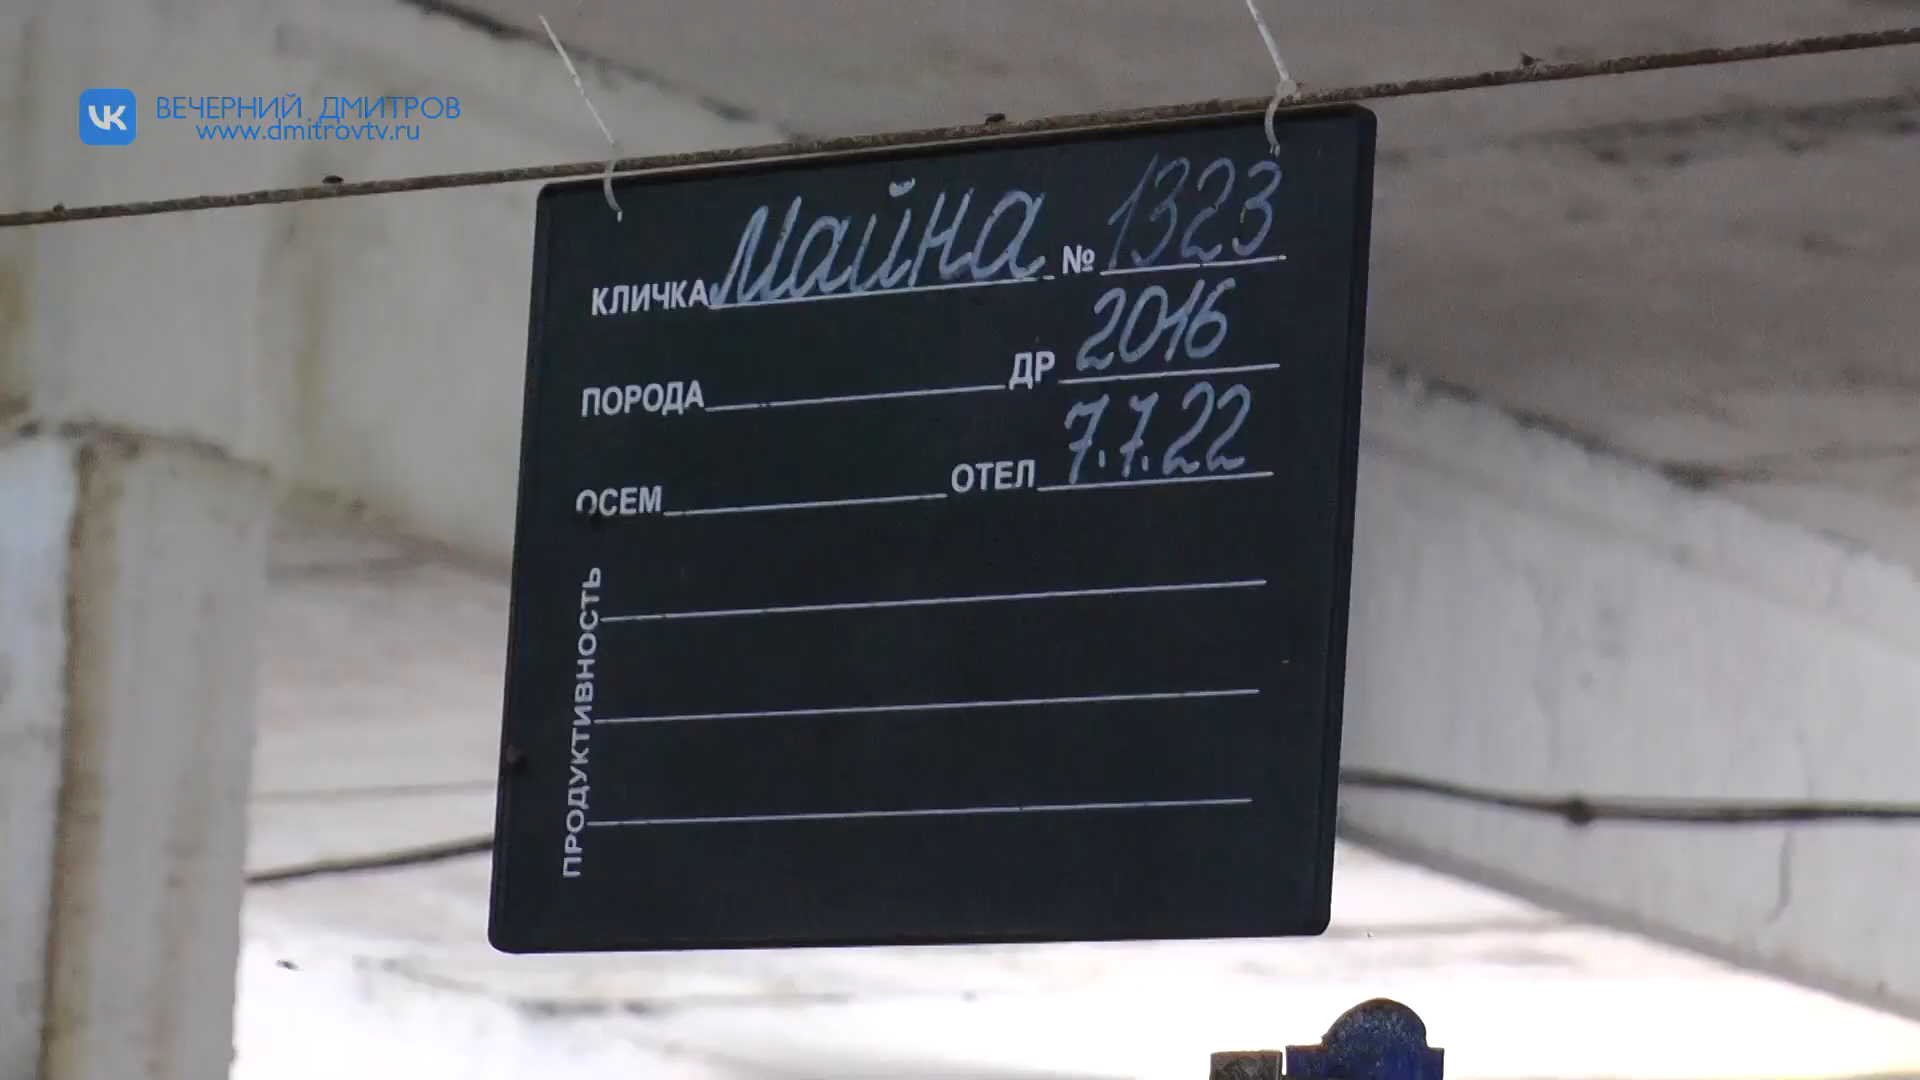 ВЕЧЕРНИЙ ДМИТРОВ
www.dmitrovtv.ru
КЛИЧКА Майна № 1323
ПОРОДА ДР 2016
ОСЕМ ОТЕЛ 7.7.22
ПРОДУКТИВНОСТЬ